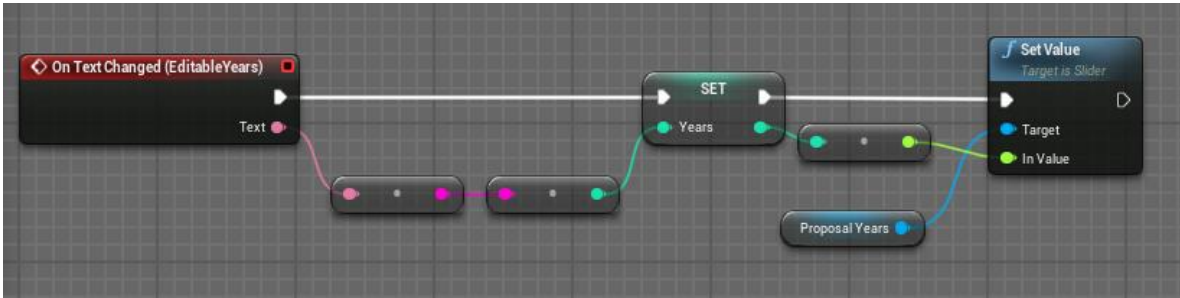 On Text Changed (EditableYears)
Text
SET
Years
f Set Value
Target is Slider
Target
In Value
Proposal Years